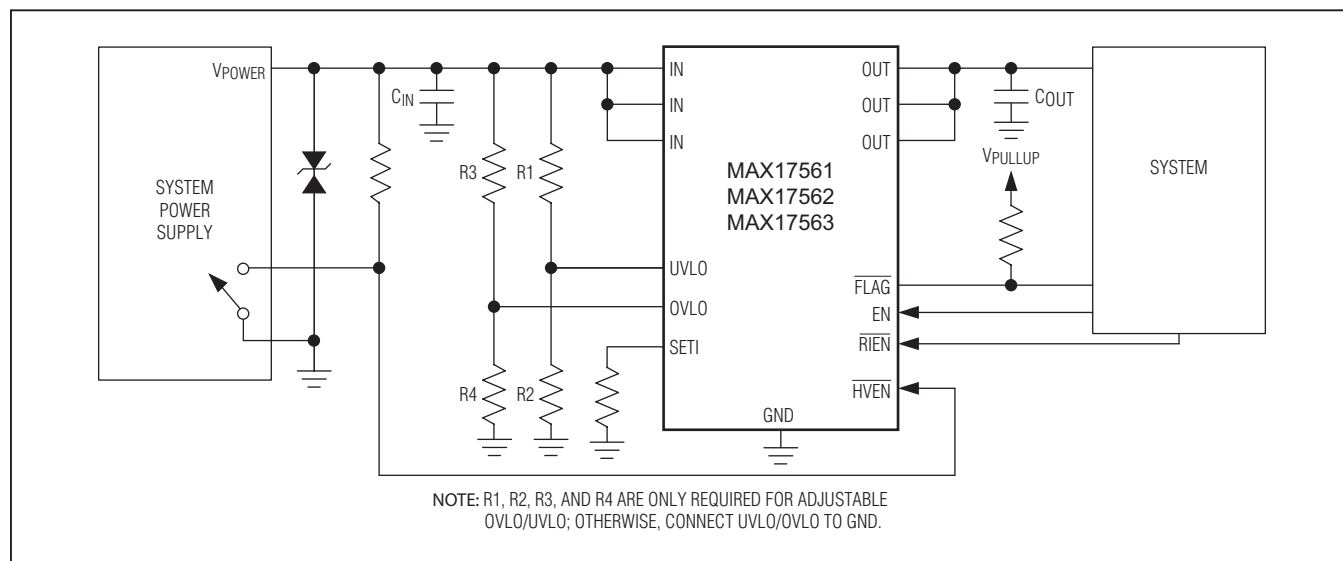 VPOWER
SYSTEM
POWER
SUPPLY
CIN
R3
R1
R4
R2
IN
IN
IN
UVLO
OVLO
SETI
MAX17561
MAX17562
MAX17563
GND
OUT
OUT
OUT
FLAG
EN
RIEN
HVEN
COUT
VPULLUP
SYSTEM
NOTE: R1, R2, R3, AND R4 ARE ONLY REQUIRED FOR ADJUSTABLE
OVLO/UVLO; OTHERWISE, CONNECT UVLO/OVLO TO GND.